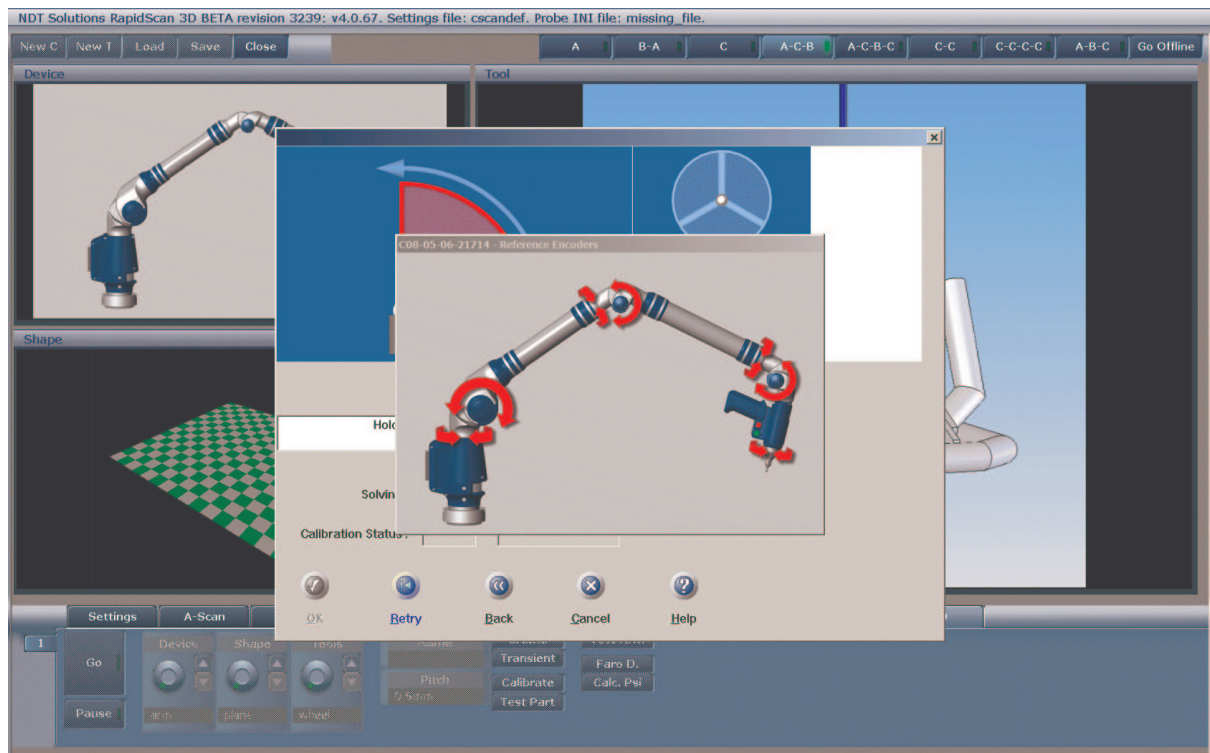 NDT Solutions RapidScan 3D BETA revision 3239: v4.0.67. Settings file: cscandef. Probe INI file: missing_file.
New C New T Load Save Close A B-A C A-C-B A-C-B-C C-C C-C-C-C A-B-C Go Offline
Device Tool
C08-05-06-21714 - Reference Encoders
Shape
Hol
Solvin
Calibration Status:
OK Retry Back Cancel Help
Settings A-Scan
1
Go Device Shape Tools Name
Transient Faro D.
Pitch Calibrate Calc. Psi
0.5mm Test Part
Pause arm plane wheel